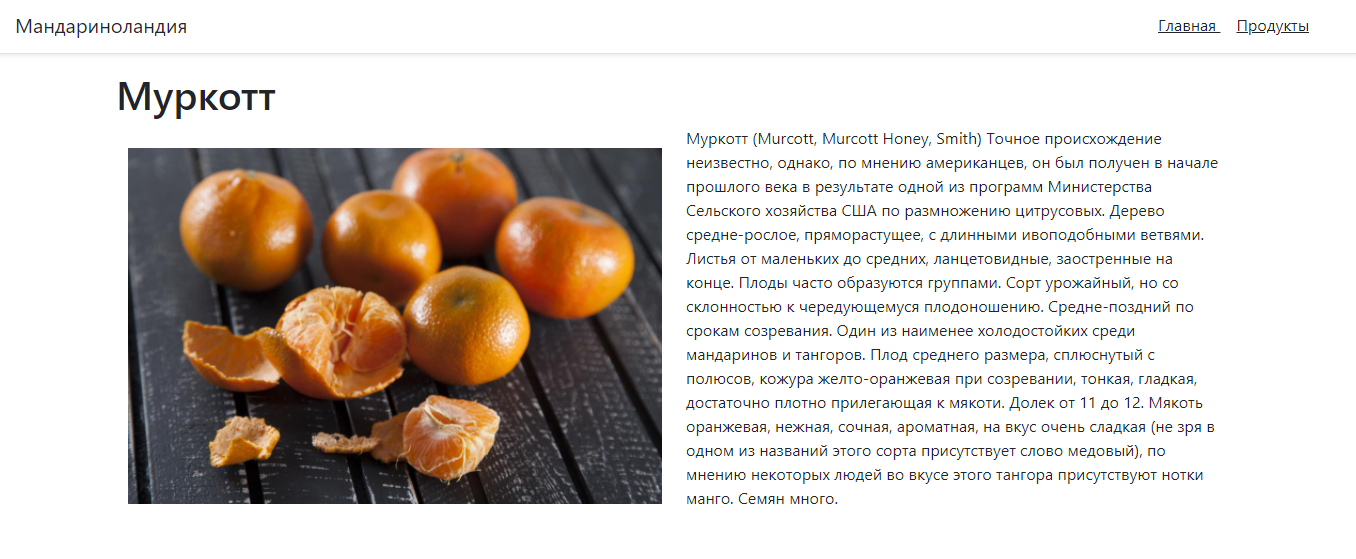 Мандариноландия
Главная Продукты
Муркотт
Муркотт (Murcott, Murcott Honey, Smith) Точное происхождение
неизвестно, однако, по мнению американцев, он был получен в начале
прошлого века в результате одной из программ Министерства
Сельского хозяйства США по размножению цитрусовых. Дерево
средне-рослое, пряморастущее, с длинными ивоподобными ветвями.
Листья от маленьких до средних, ланцетовидные, заостренные на
конце. Плоды часто образуются группами. Сорт урожайный, но со
склонностью к чередующемуся плодоношению. Средне-поздний по
срокам созревания. Один из наименее холодостойких среди
мандаринов и тангоров. Плод среднего размера, сплюснутый с
полюсов, кожура желто-оранжевая при созревании, тонкая, гладкая,
достаточно плотно прилегающая к мякоти. Долек от 11 до 12. Мякоть
оранжевая, нежная, сочная, ароматная, на вкус очень сладкая (не зря в
одном из названий этого сорта присутствует слово медовый), по
мнению некоторых людей во вкусе этого тангора присутствуют нотки
манго. Семян много.